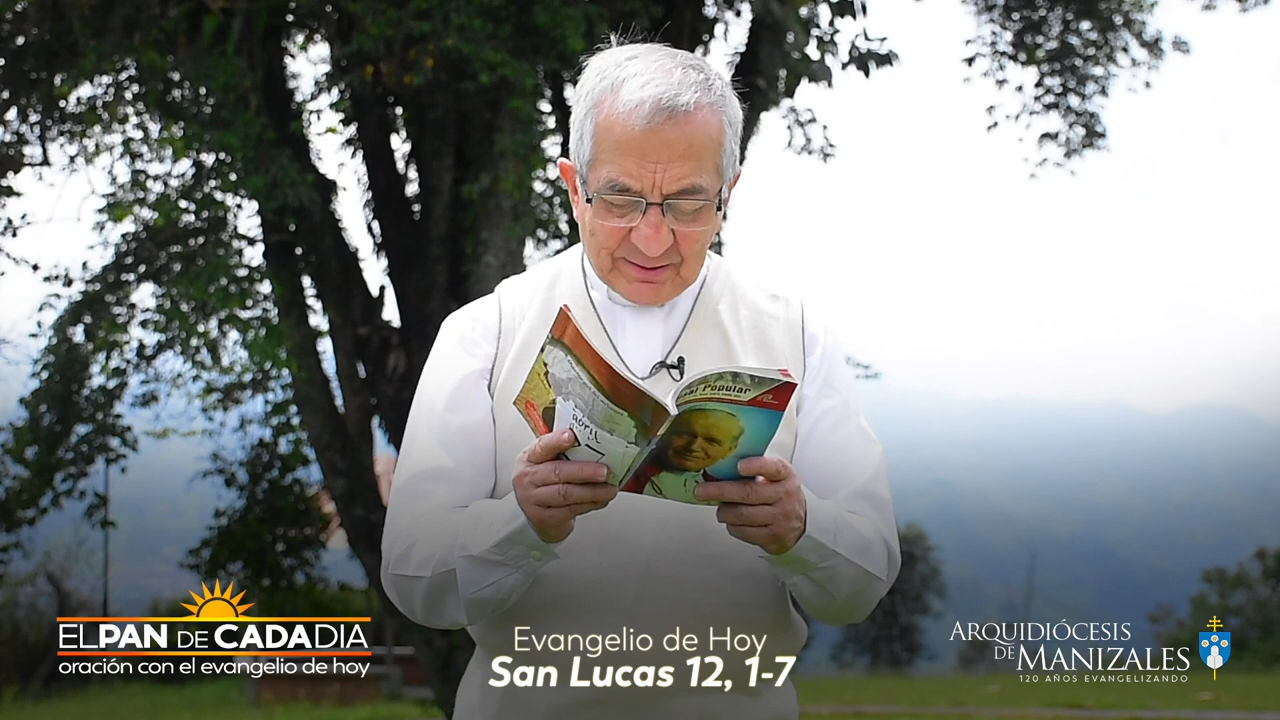 ...sal Popular
abril
EL PAN DE CADA DIA
oración con el evangelio de hoy
Evangelio de Hoy
San Lucas 12, 1-7
ARQUIDIÓCESIS
DE MANIZALES
120 AÑOS EVANGELIZANDO